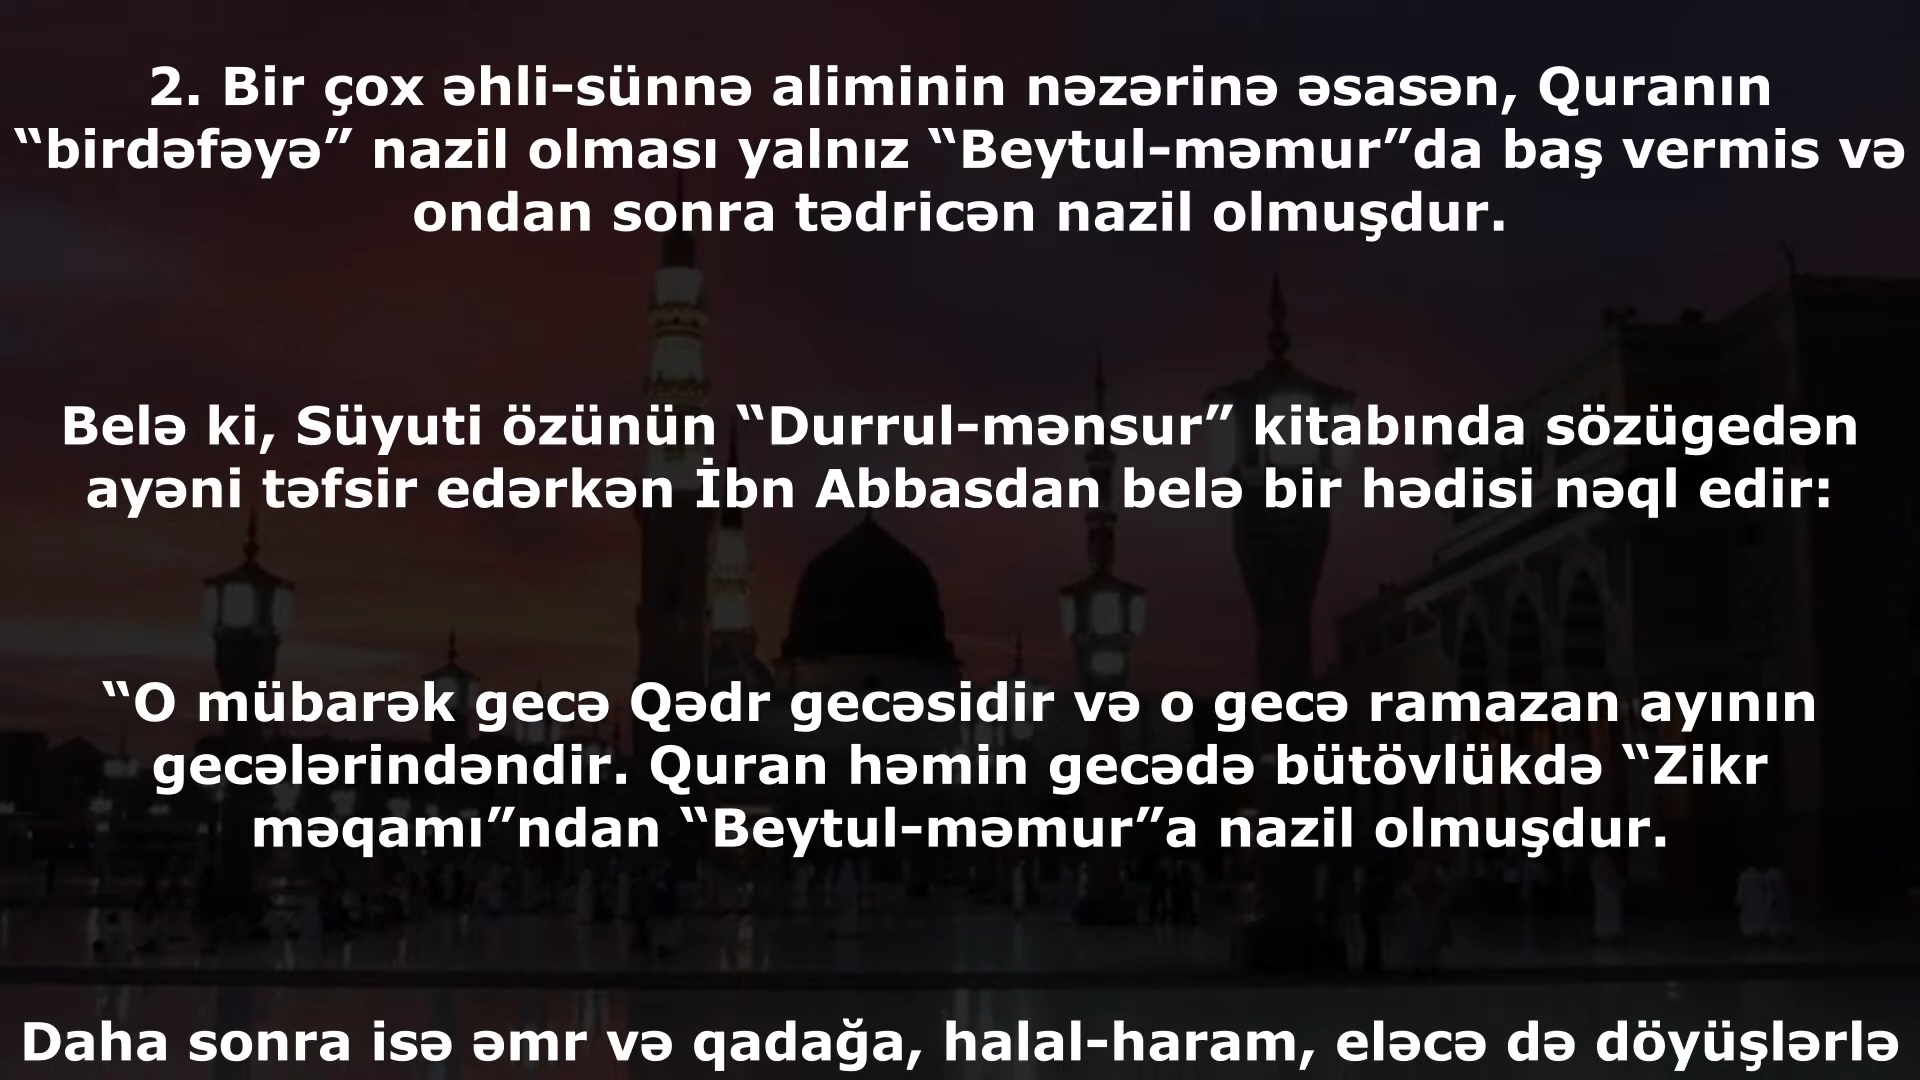 2. Bir çox əhli-sünnə aliminin nəzərinə əsasən, Quranın
“birdəfəyə” nazil olması yalnız “Beytul-məmur”da baş vermis və
ondan sonra tədricən nazil olmuşdur.
Belə ki, Süyuti özünün “Durrul-mənsur” kitabında sözügedən
ayəni təfsir edərkən İbn Abbasdan belə bir hədisi nəql edir:
“O mübarək gecə Qədr gecəsidir və o gecə ramazan ayının
gecələrindəndir. Quran həmin gecədə bütövlükdə “Zikr
məqamı”ndan “Beytul-məmur”a nazil olmuşdur.
Daha sonra isə əmr və qadağa, halal-haram, eləcə də döyüşlərlə